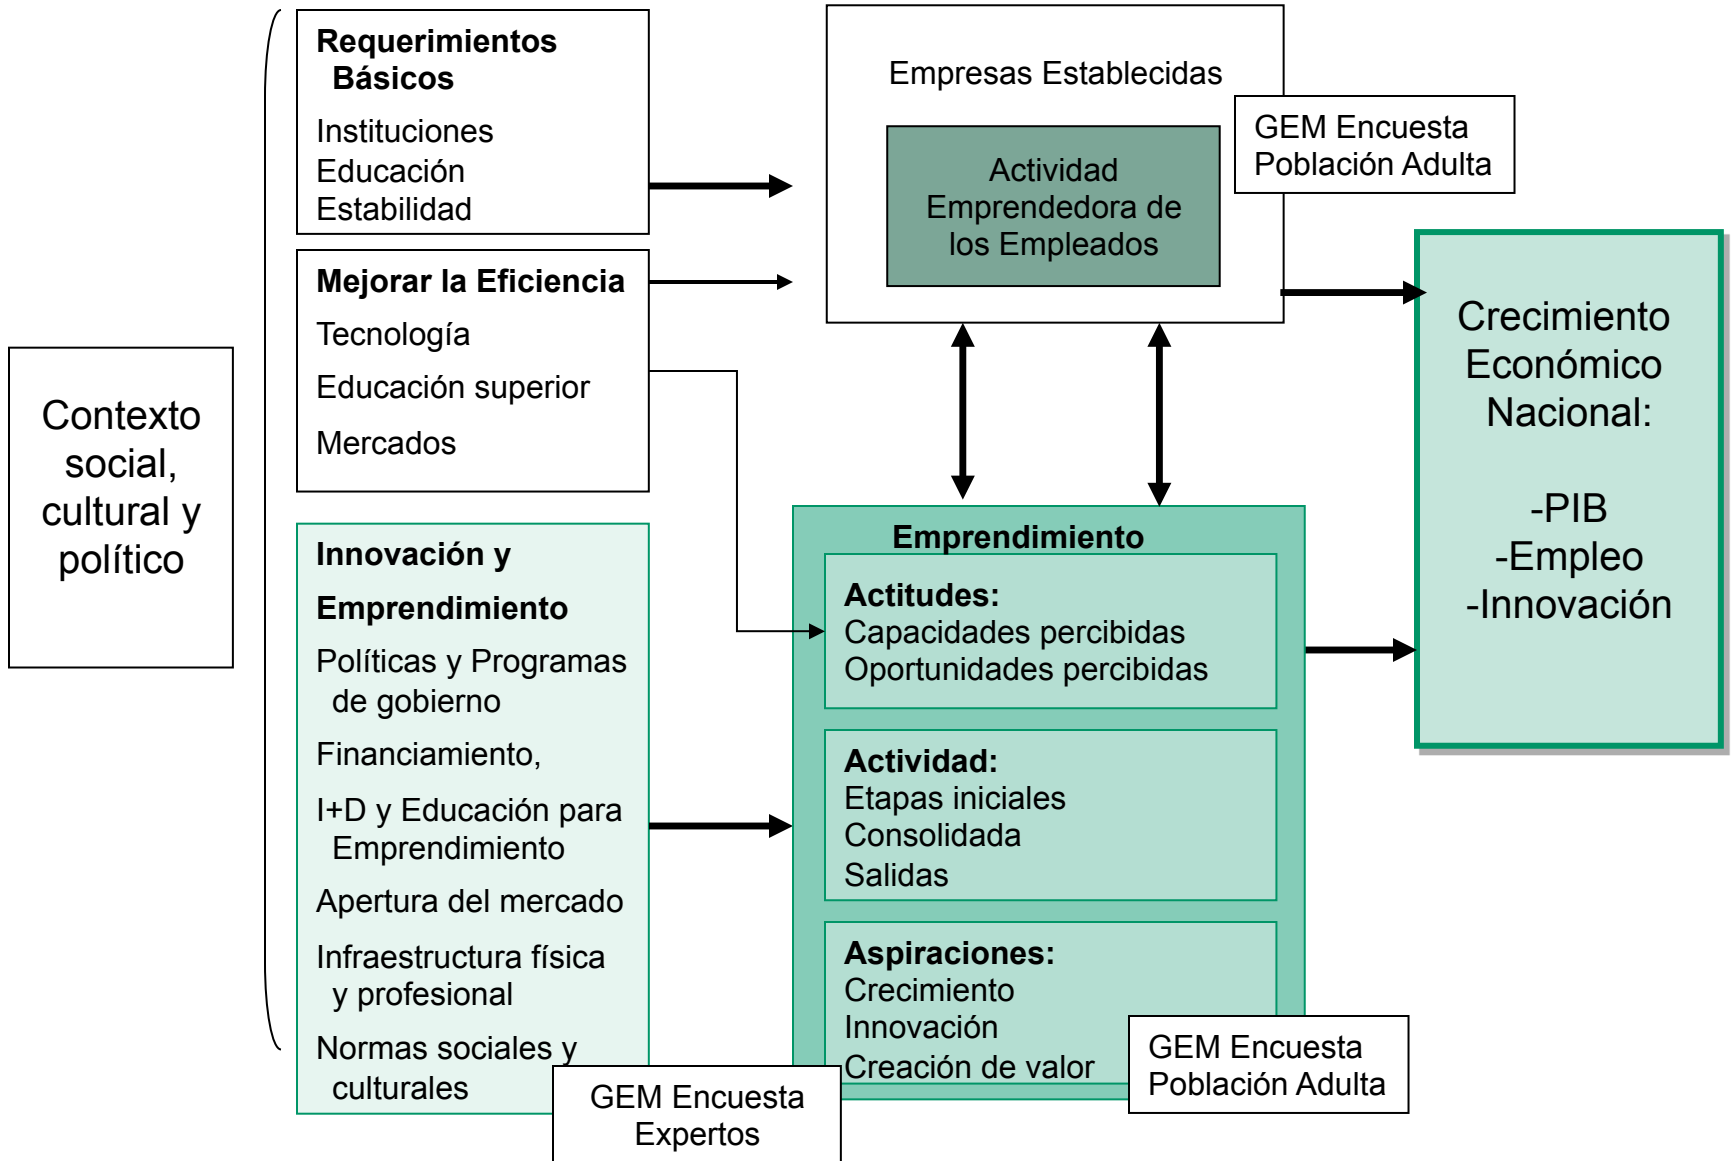 Contexto
social,
cultural y
político
Requerimientos
Básicos
Instituciones
Educación
Estabilidad
Mejorar la Eficiencia
Tecnología
Educación superior
Mercados
Innovación y
Emprendimiento
Políticas y Programas
de gobierno
Financiamiento,
I+D y Educación para
Emprendimiento
Apertura del mercado
Infraestructura física
y profesional
Normas sociales y
culturales
GEM Encuesta
Expertos
Empresas Establecidas
Actividad
Emprendedora de
los Empleados
GEM Encuesta
Población Adulta
Emprendimiento
Actitudes:
Capacidades percibidas
Oportunidades percibidas
Actividad:
Etapas iniciales
Consolidada
Salidas
Aspiraciones:
Crecimiento
Innovación
Creación de valor
GEM Encuesta
Población Adulta
Crecimiento
Económico
Nacional:
-PIB
-Empleo
-Innovación